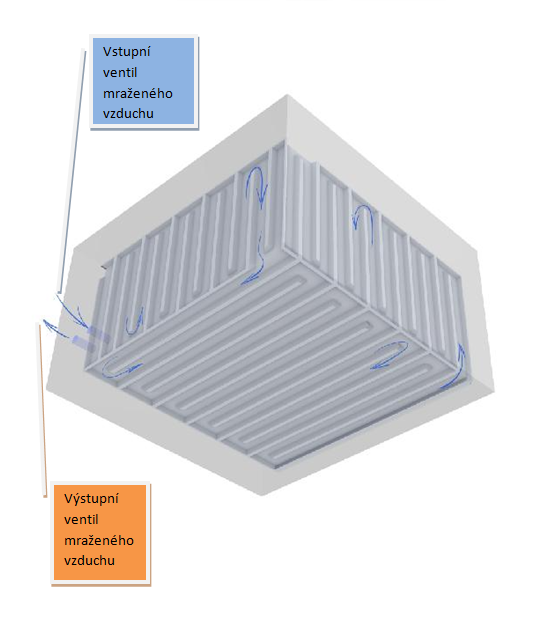 Vstupní
ventil
mraženého
vzduchu
Výstupní
ventil
mraženého
vzduchu